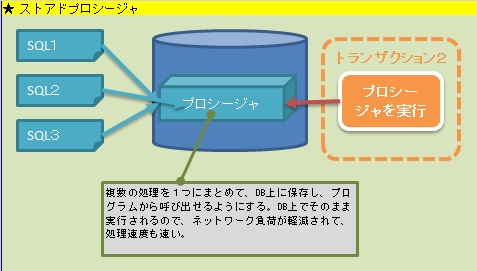 ★ ストアドプロシージャ
SQL1
SQL2
SQL3
プロシージャ
トランザクション2
プロシー
ジャを実行
複数の処理を1つにまとめて、DB上に保存し、プロ
グラムから呼び出せるようにする。DB上でそのまま
実行されるので、ネットワーク負荷が軽減されて、
処理速度も速い。